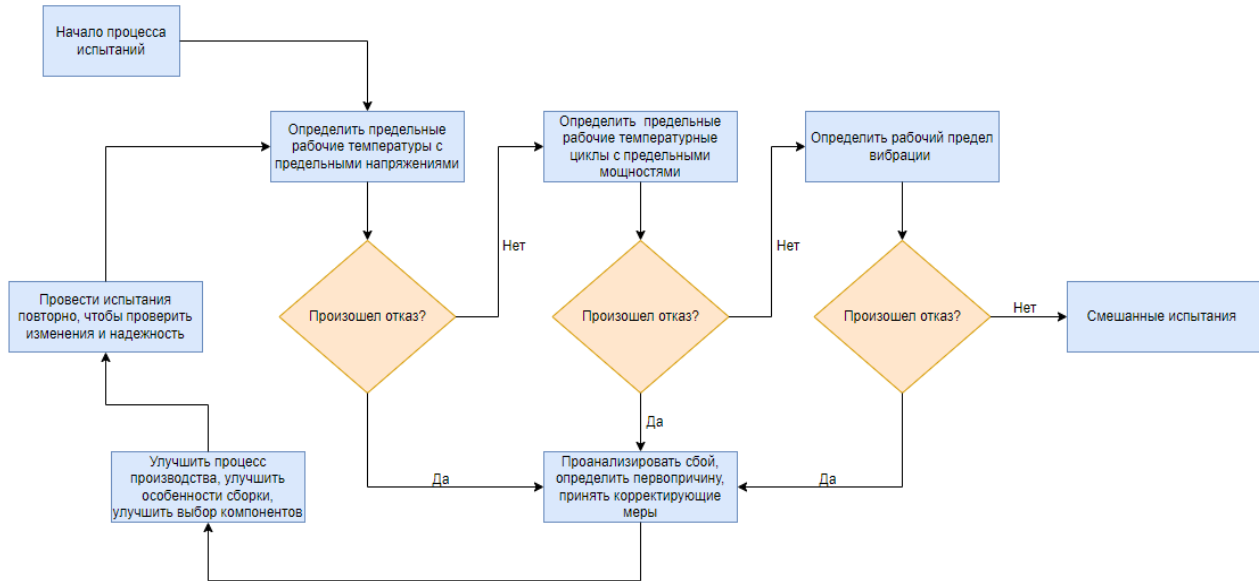 Начало процесса
испытаний
Определить предельные
рабочие температуры с
предельными напряжениями
Определить предельные
рабочие температурные
циклы с предельными
мощностями
Определить рабочий предел
вибрации
Нет
Нет
Провести испытания
повторно, чтобы проверить
изменения и надежность
Произошел отказ?
Произошел отказ?
Произошел отказ?
Нет
Смешанные испытания
Да
Улучшить процесс
производства, улучшить
особенности сборки,
улучшить выбор компонентов
Да
Проанализировать сбой,
определить первопричину,
принять корректирующие
меры
Да